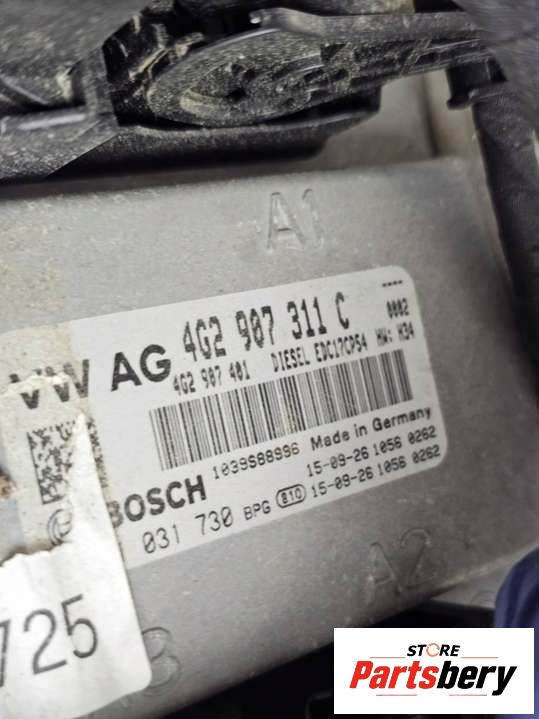 A1
VW AG 4G2 907 311 C
----
0002
4G2 907 401 DIESEL EDC17CP54 HW: H34
1039S88996 Made in Germany
BOSCH 15-09-26 1056 0262
031 730 BPG 810 15-09-26 1056 0262
A2
725
STORE
Partsbery